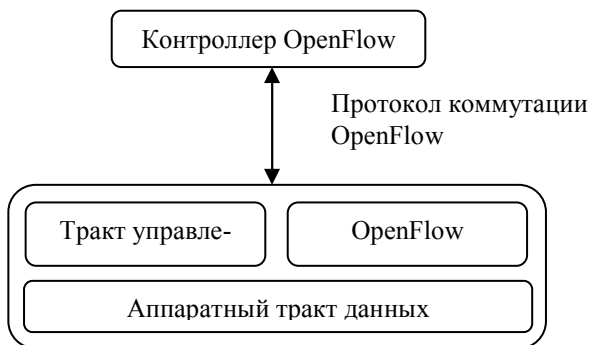 Контроллер OpenFlow
Протокол коммутации
OpenFlow
Тракт управле-
OpenFlow
Аппаратный тракт данных